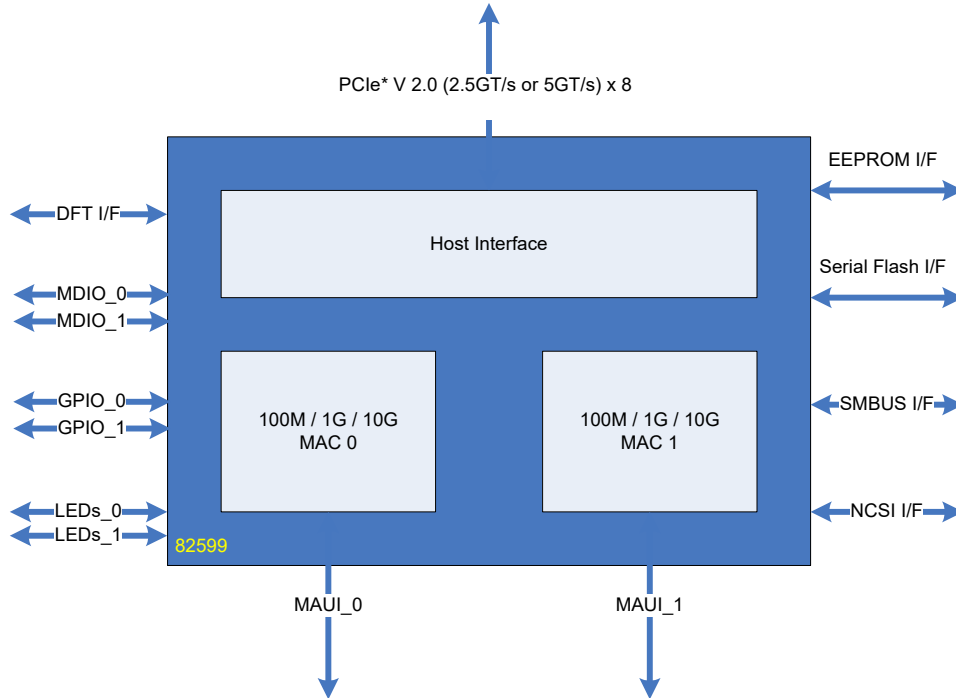 PCIe* V 2.0 (2.5GT/s or 5GT/s) x 8
EEPROM I/F
DFT I/F
Host Interface
Serial Flash I/F
MDIO_0
MDIO_1
GPIO_0
GPIO_1
100M / 1G / 10G
MAC 0
100M / 1G / 10G
MAC 1
SMBUS I/F
LEDs_0
LEDs_1
NCSI I/F
82599
MAUI_0
MAUI_1